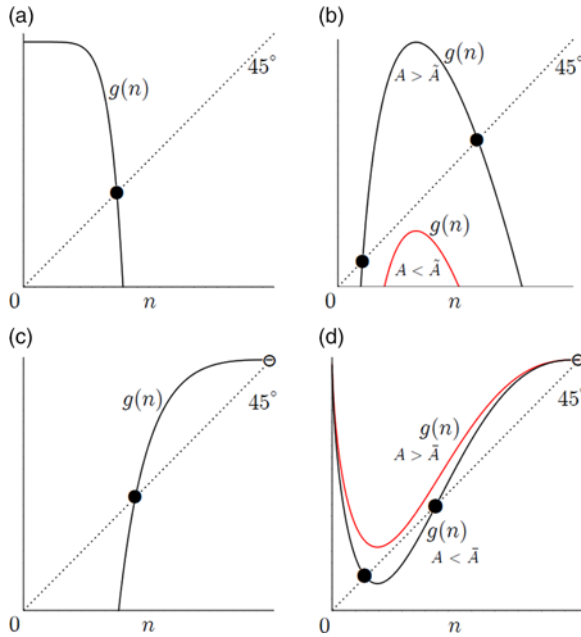 (a)
g(n)
45°
0
n
(b)
g(n)
A > Ã
45°
g(n)
A < Ã
0
n
(c)
g(n)
45°
0
n
(d)
g(n)
A > Ā
45°
g(n)
A < Ā
0
n